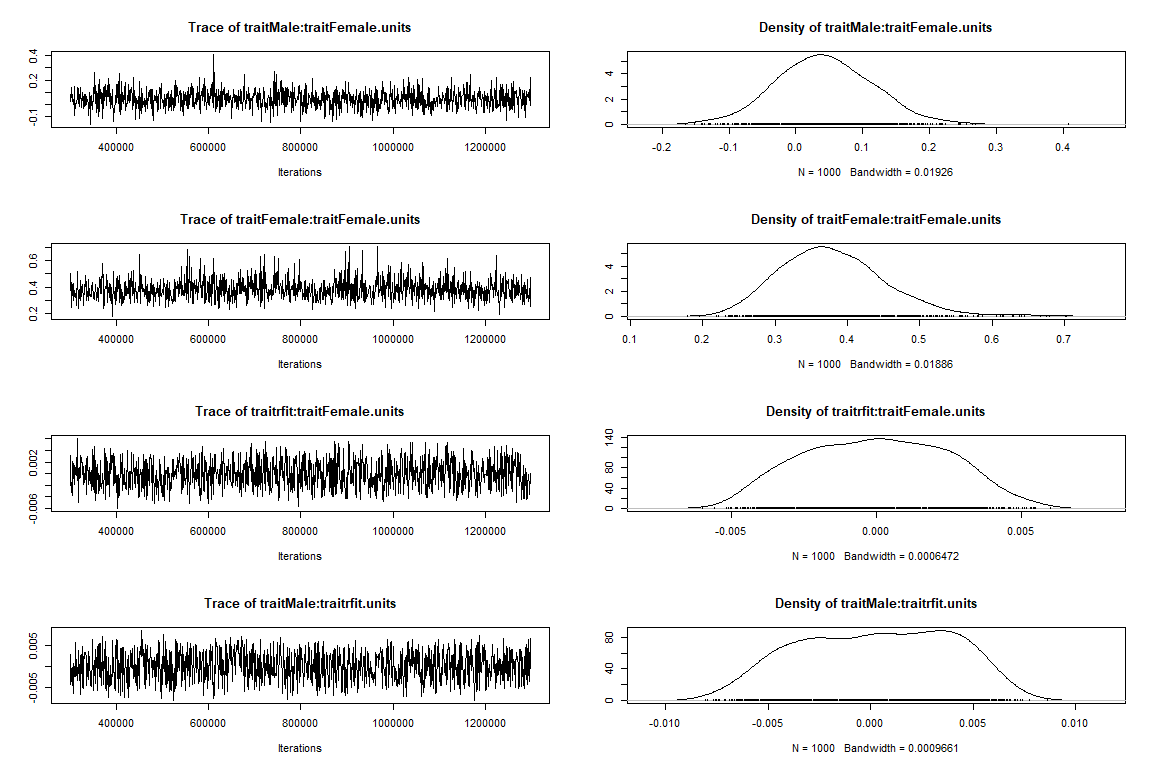 Trace of traitMale:traitFemale.units
-0.1 0.2 0.4
400000 600000 800000 1000000 1200000
Iterations
Density of traitMale:traitFemale.units
0 2 4
-0.2 -0.1 0.0 0.1 0.2 0.3 0.4
N = 1000 Bandwidth = 0.01926
Trace of traitFemale:traitFemale.units
0.2 0.4 0.6
400000 600000 800000 1000000 1200000
Iterations
Density of traitFemale:traitFemale.units
0 2 4
0.1 0.2 0.3 0.4 0.5 0.6 0.7
N = 1000 Bandwidth = 0.01886
Trace of traitrfit:traitFemale.units
-0.006 0.002
400000 600000 800000 1000000 1200000
Iterations
Density of traitrfit:traitFemale.units
0 40 80 140
-0.005 0.000 0.005
N = 1000 Bandwidth = 0.0006472
Trace of traitMale:traitrfit.units
-0.005 0.005
400000 600000 800000 1000000 1200000
Iterations
Density of traitMale:traitrfit.units
0 40 80
-0.010 -0.005 0.000 0.005 0.010
N = 1000 Bandwidth = 0.0009661